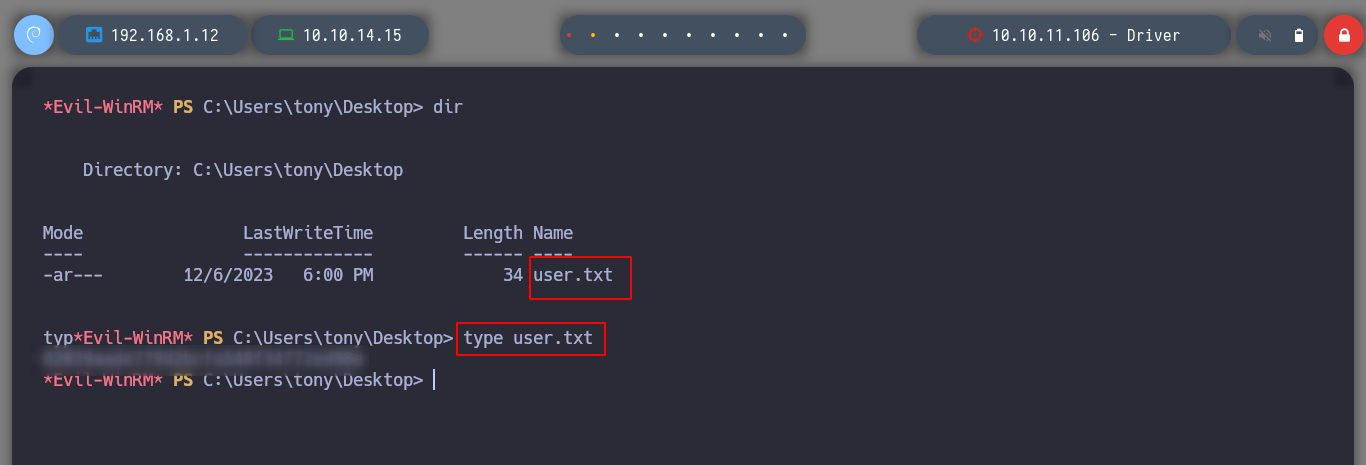 192.168.1.12 10.10.14.15 10.10.11.106 - Driver
*Evil-WinRM* PS C:\Users\tony\Desktop> dir
Directory: C:\Users\tony\Desktop
Mode LastWriteTime Length Name
---- ------------- ------ ----
-ar--- 12/6/2023 6:00 PM 34 user.txt
typ*Evil-WinRM* PS C:\Users\tony\Desktop> type user.txt
*Evil-WinRM* PS C:\Users\tony\Desktop>